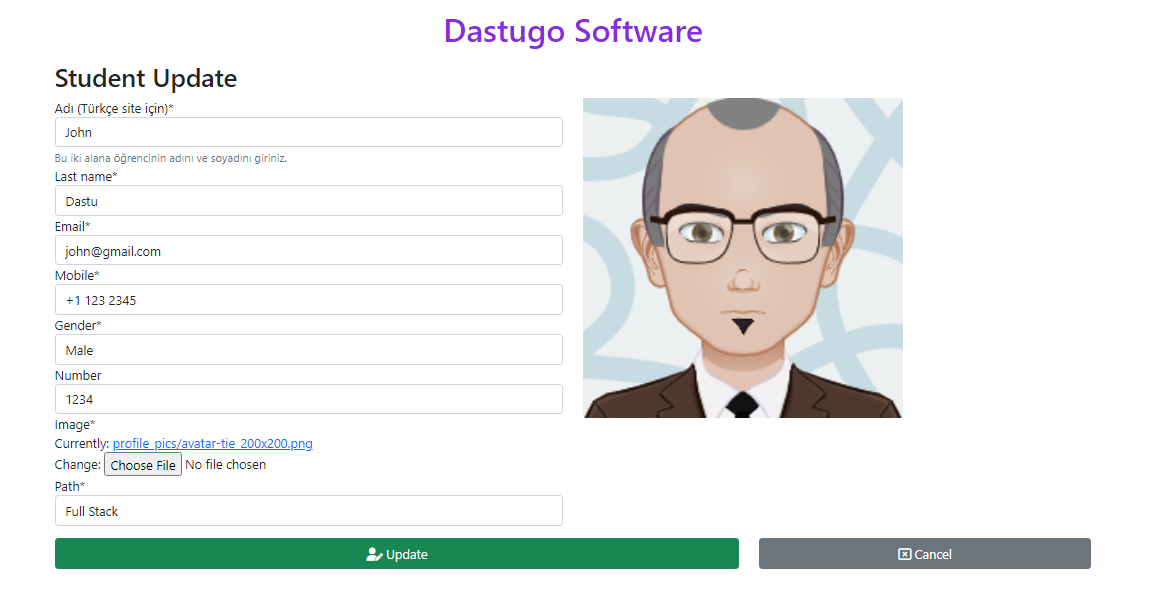 Dastugo Software
Student Update
Adı (Türkçe site için)*
John
Bu iki alana öğrencinin adını ve soyadını giriniz.
Last name*
Dastu
Email*
john@gmail.com
Mobile*
+1 123 2345
Gender*
Male
Number
1234
Image*
Currently: profile_pics/avatar-tie_200x200.png
Change: Choose File No file chosen
Path*
Full Stack
Update
Cancel